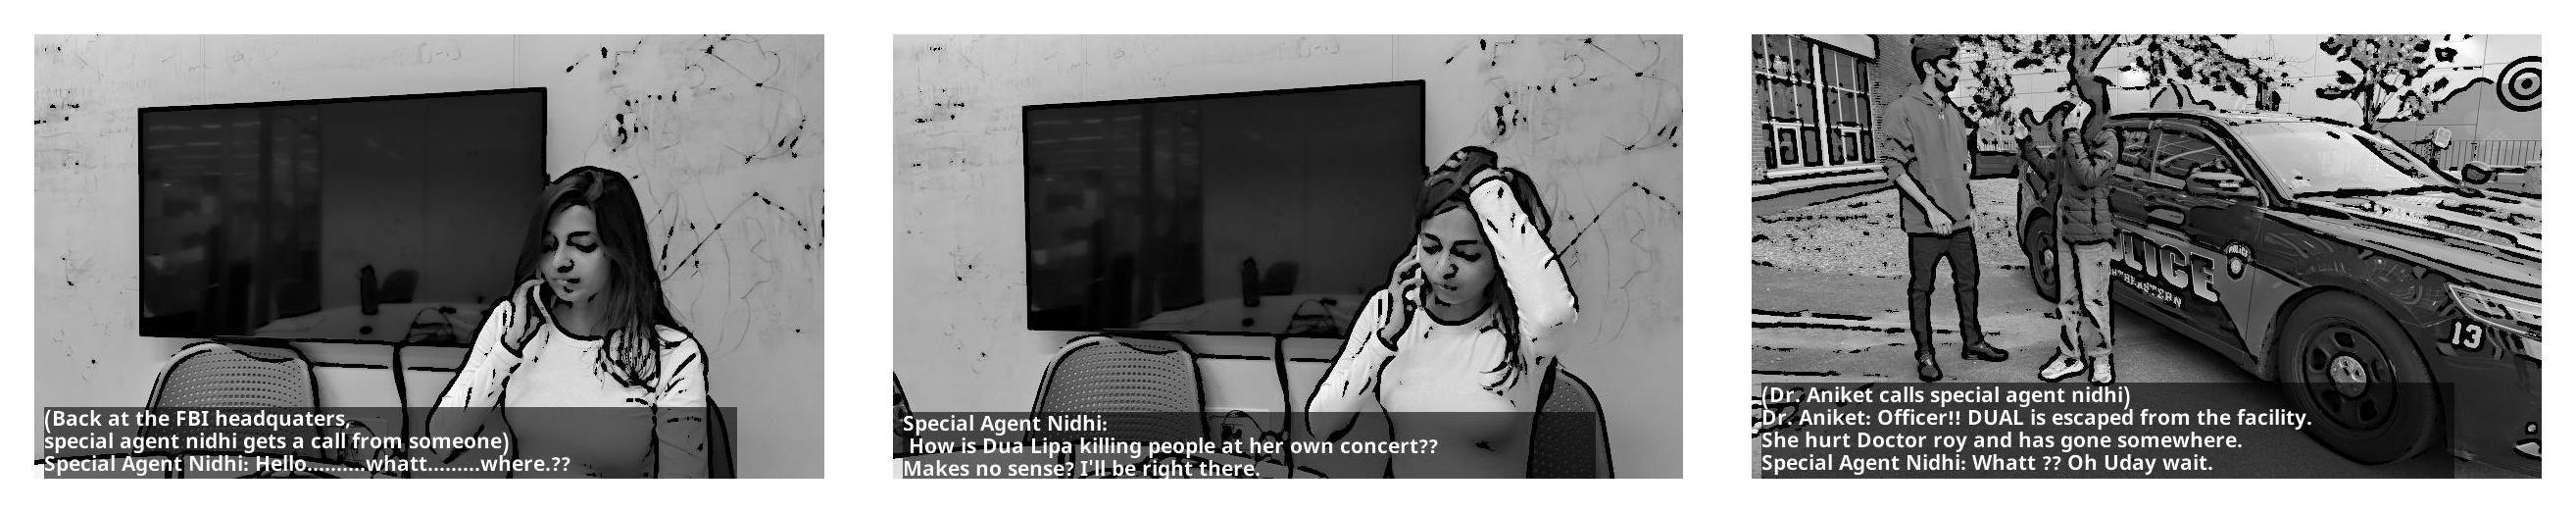 (Back at the FBI headquaters,
special agent nidhi gets a call from someone)
Special Agent Nidhi: Hello..........whatt.........where.??
Special Agent Nidhi:
How is Dua Lipa killing people at her own concert??
Makes no sense? I'll be right there.
POLICE
LICE
NORTHEASTERN
13
(Dr. Aniket calls special agent nidhi)
Dr. Aniket: Officer!! DUAL is escaped from the facility.
She hurt Doctor roy and has gone somewhere.
Special Agent Nidhi: Whatt ?? Oh Uday wait.